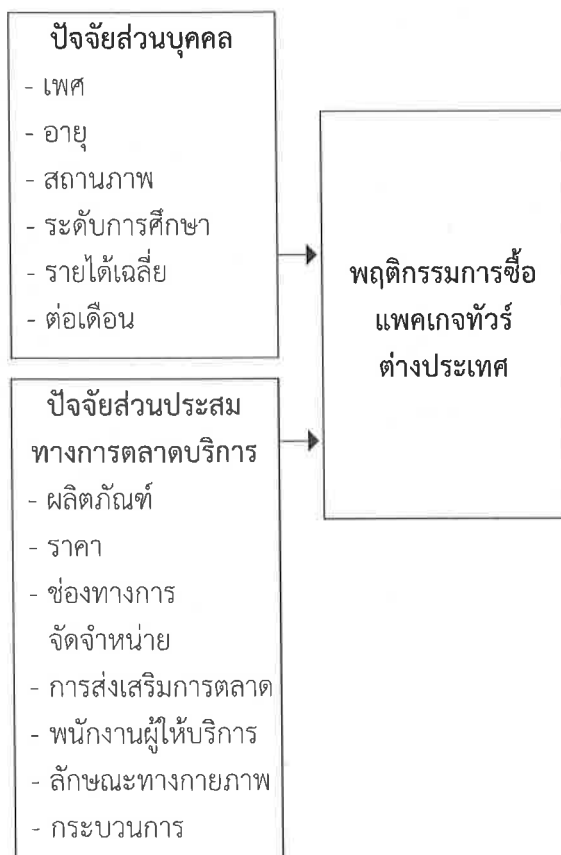 ปัจจัยส่วนบุคคล
- เพศ
- อายุ
- สถานภาพ
- ระดับการศึกษา
- รายได้เฉลี่ย
- ต่อเดือน
ปัจจัยส่วนประสม
ทางการตลาดบริการ
- ผลิตภัณฑ์
- ราคา
- ช่องทางการ
จัดจำหน่าย
- การส่งเสริมการตลาด
- พนักงานผู้ให้บริการ
- ลักษณะทางกายภาพ
- กระบวนการ
พฤติกรรมการซื้อ
แพคเกจทัวร์
ต่างประเทศ